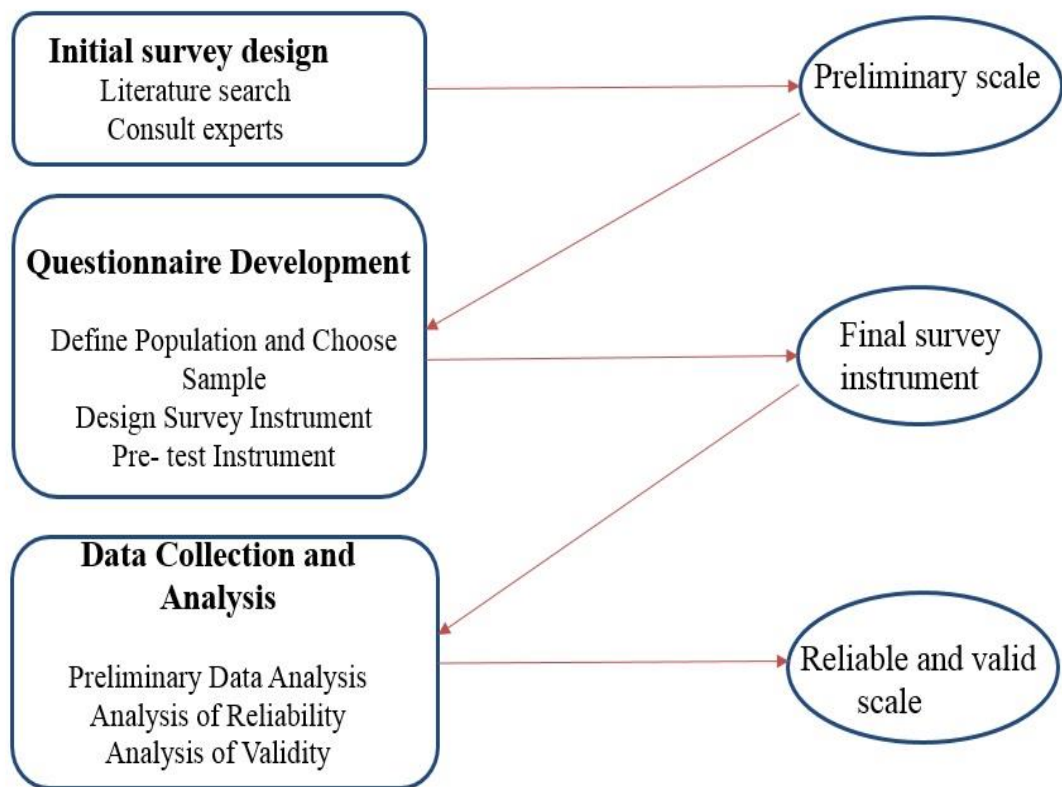 Initial survey design
Literature search
Consult experts
Preliminary scale
Questionnaire Development
Define Population and Choose
Sample
Design Survey Instrument
Pre- test Instrument
Final survey
instrument
Data Collection and
Analysis
Preliminary Data Analysis
Analysis of Reliability
Analysis of Validity
Reliable and valid
scale